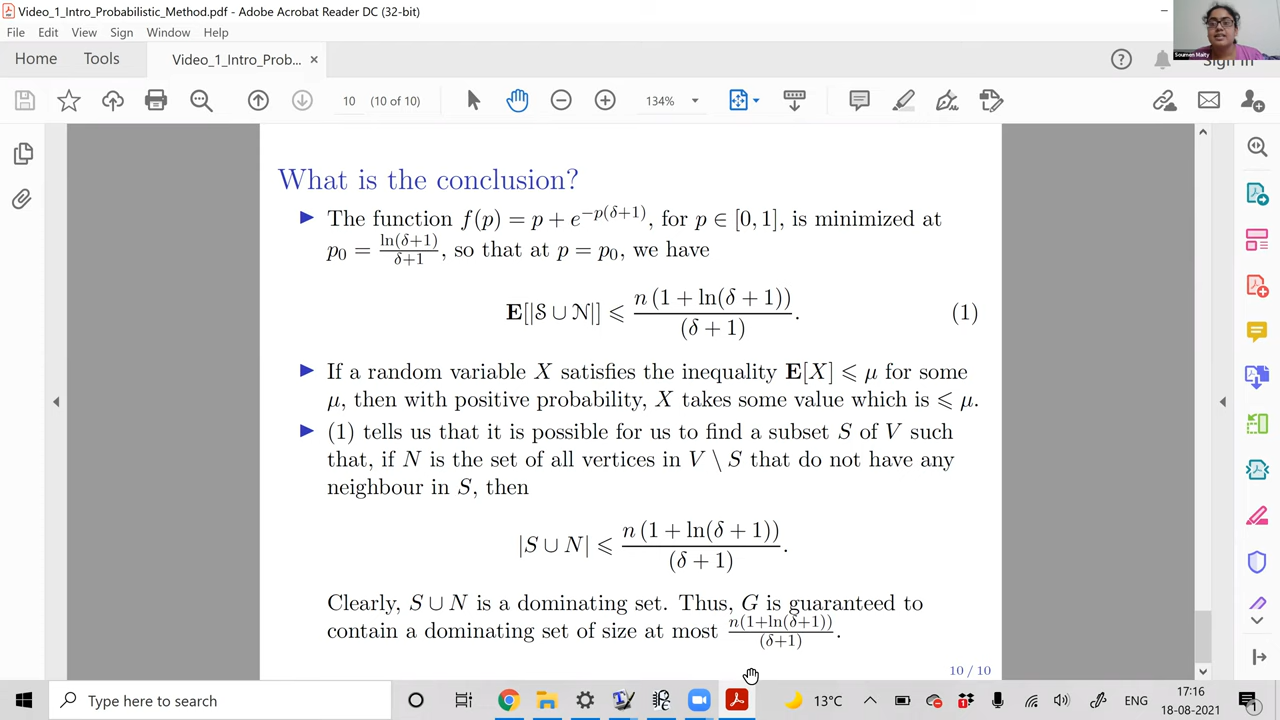 Video_1_Intro_Probabilistic_Method.pdf - Adobe Acrobat Reader DC (32-bit)
File Edit View Sign Window Help
Home Tools Video_1_Intro_Prob... ×
Soumen Maity
Sign In
10 (10 of 10) 134%
What is the conclusion?
The function f(p) = p + e^{−p(δ+1)}, for p ∈ [0, 1], is minimized at
p₀ = ln(δ+1)/(δ+1), so that at p = p₀, we have
E[|S ∪ N|] ⩽ n(1 + ln(δ + 1))/(δ + 1). (1)
If a random variable X satisfies the inequality E[X] ⩽ μ for some
μ, then with positive probability, X takes some value which is ⩽ μ.
(1) tells us that it is possible for us to find a subset S of V such
that, if N is the set of all vertices in V \ S that do not have any
neighbour in S, then
|S ∪ N| ⩽ n(1 + ln(δ + 1))/(δ + 1).
Clearly, S ∪ N is a dominating set. Thus, G is guaranteed to
contain a dominating set of size at most n(1+ln(δ+1))/(δ+1).
10 / 10
Type here to search
13°C ENG 17:16
18-08-2021